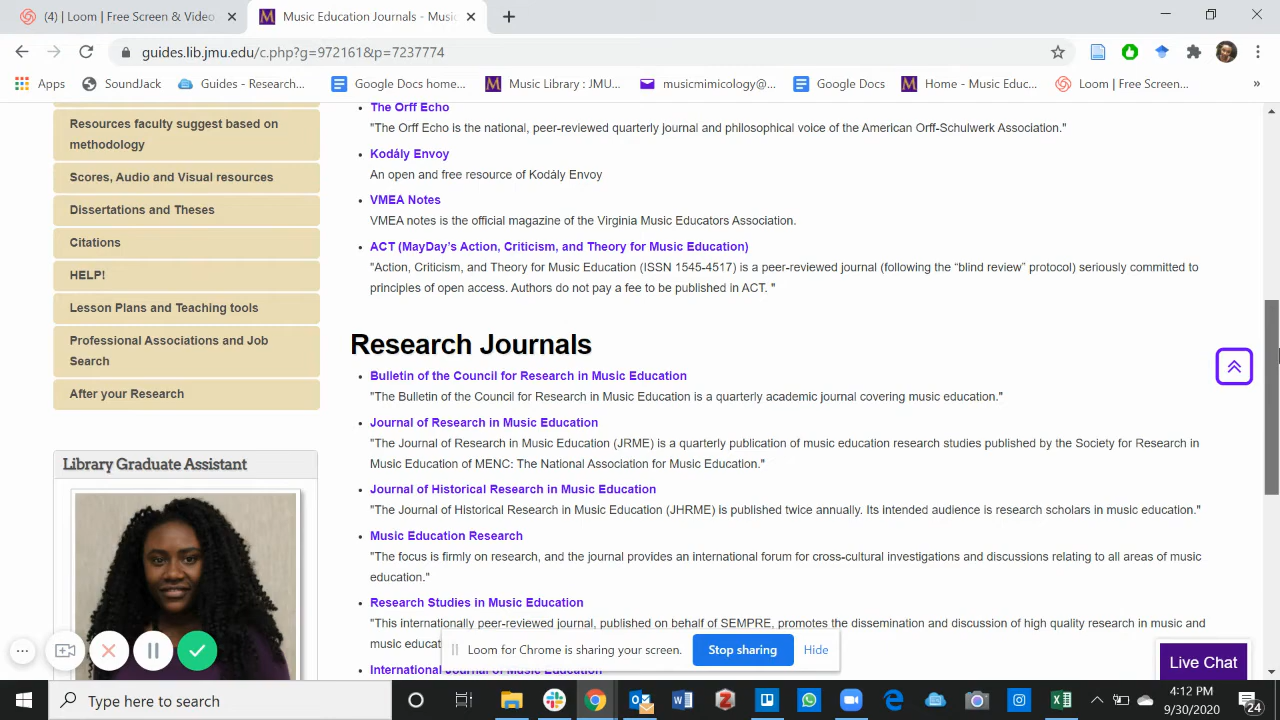 (4) Loom | Free Screen & Video
Music Education Journals - Mus
guides.lib.jmu.edu/c.php?g=972161&p=7237774
Apps
SoundJack
Guides - Research...
Google Docs home...
Music Library : JMU...
musicmimicology@...
Google Docs
Home - Music Educ...
Loom | Free Screen...
»
Resources faculty suggest based on
methodology
Scores, Audio and Visual resources
Dissertations and Theses
Citations
HELP!
Lesson Plans and Teaching tools
Professional Associations and Job
Search
After your Research
Library Graduate Assistant
The Orff Echo
"The Orff Echo is the national, peer-reviewed quarterly journal and philosophical voice of the American Orff-Schulwerk Association."
Kodály Envoy
An open and free resource of Kodály Envoy
VMEA Notes
VMEA notes is the official magazine of the Virginia Music Educators Association.
ACT (MayDay's Action, Criticism, and Theory for Music Education)
"Action, Criticism, and Theory for Music Education (ISSN 1545-4517) is a peer-reviewed journal (following the “blind review” protocol) seriously committed to
principles of open access. Authors do not pay a fee to be published in ACT. "
Research Journals
Bulletin of the Council for Research in Music Education
"The Bulletin of the Council for Research in Music Education is a quarterly academic journal covering music education."
Journal of Research in Music Education
"The Journal of Research in Music Education (JRME) is a quarterly publication of music education research studies published by the Society for Research in
Music Education of MENC: The National Association for Music Education."
Journal of Historical Research in Music Education
"The Journal of Historical Research in Music Education (JHRME) is published twice annually. Its intended audience is research scholars in music education."
Music Education Research
"The focus is firmly on research, and the journal provides an international forum for cross-cultural investigations and discussions relating to all areas of music
education."
Research Studies in Music Education
"This internationally peer-reviewed journal, published on behalf of SEMPRE, promotes the dissemination and discussion of high quality research in music and
music educat
International Journal of Music Education
Loom for Chrome is sharing your screen.
Stop sharing
Hide
Live Chat
Type here to search
4:12 PM
9/30/2020
24